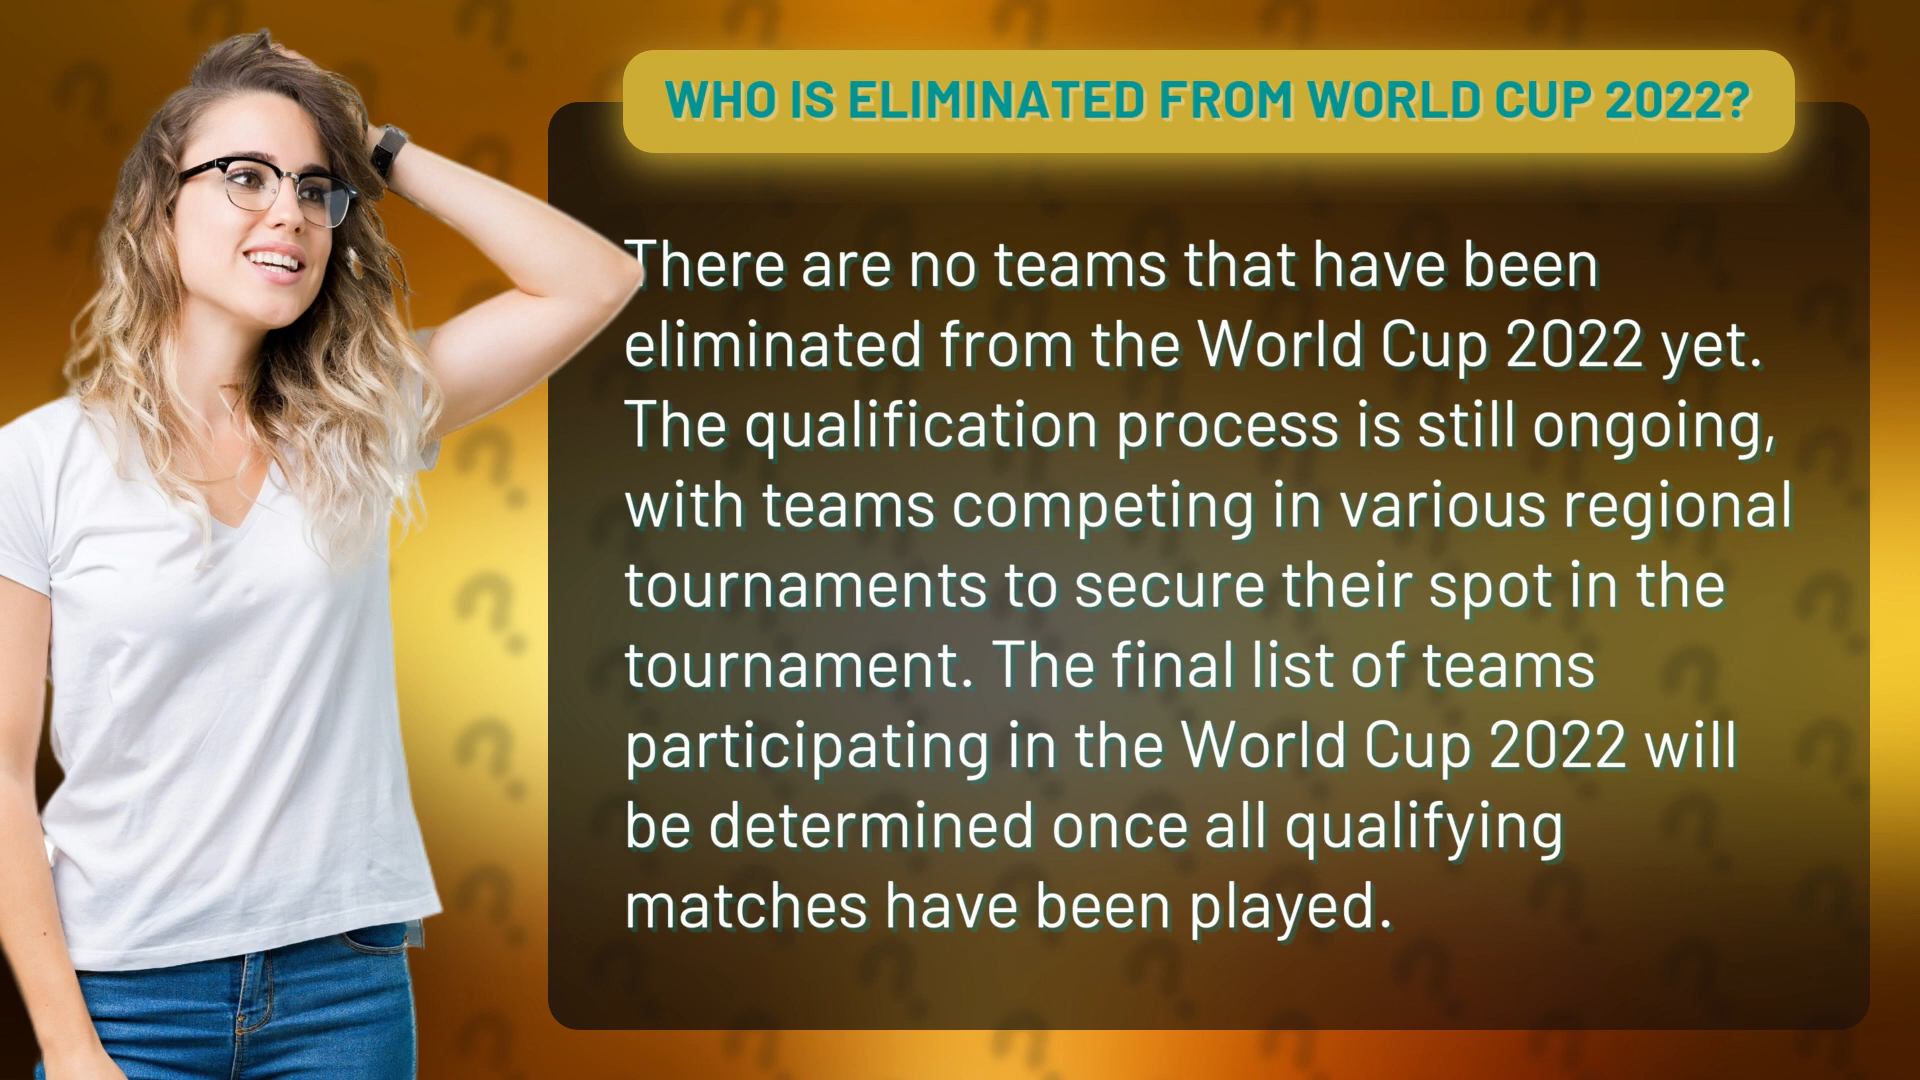 WHO IS ELIMINATED FROM WORLD CUP 2022?
There are no teams that have been
eliminated from the World Cup 2022 yet.
The qualification process is still ongoing,
with teams competing in various regional
tournaments to secure their spot in the
tournament. The final list of teams
participating in the World Cup 2022 will
be determined once all qualifying
matches have been played.